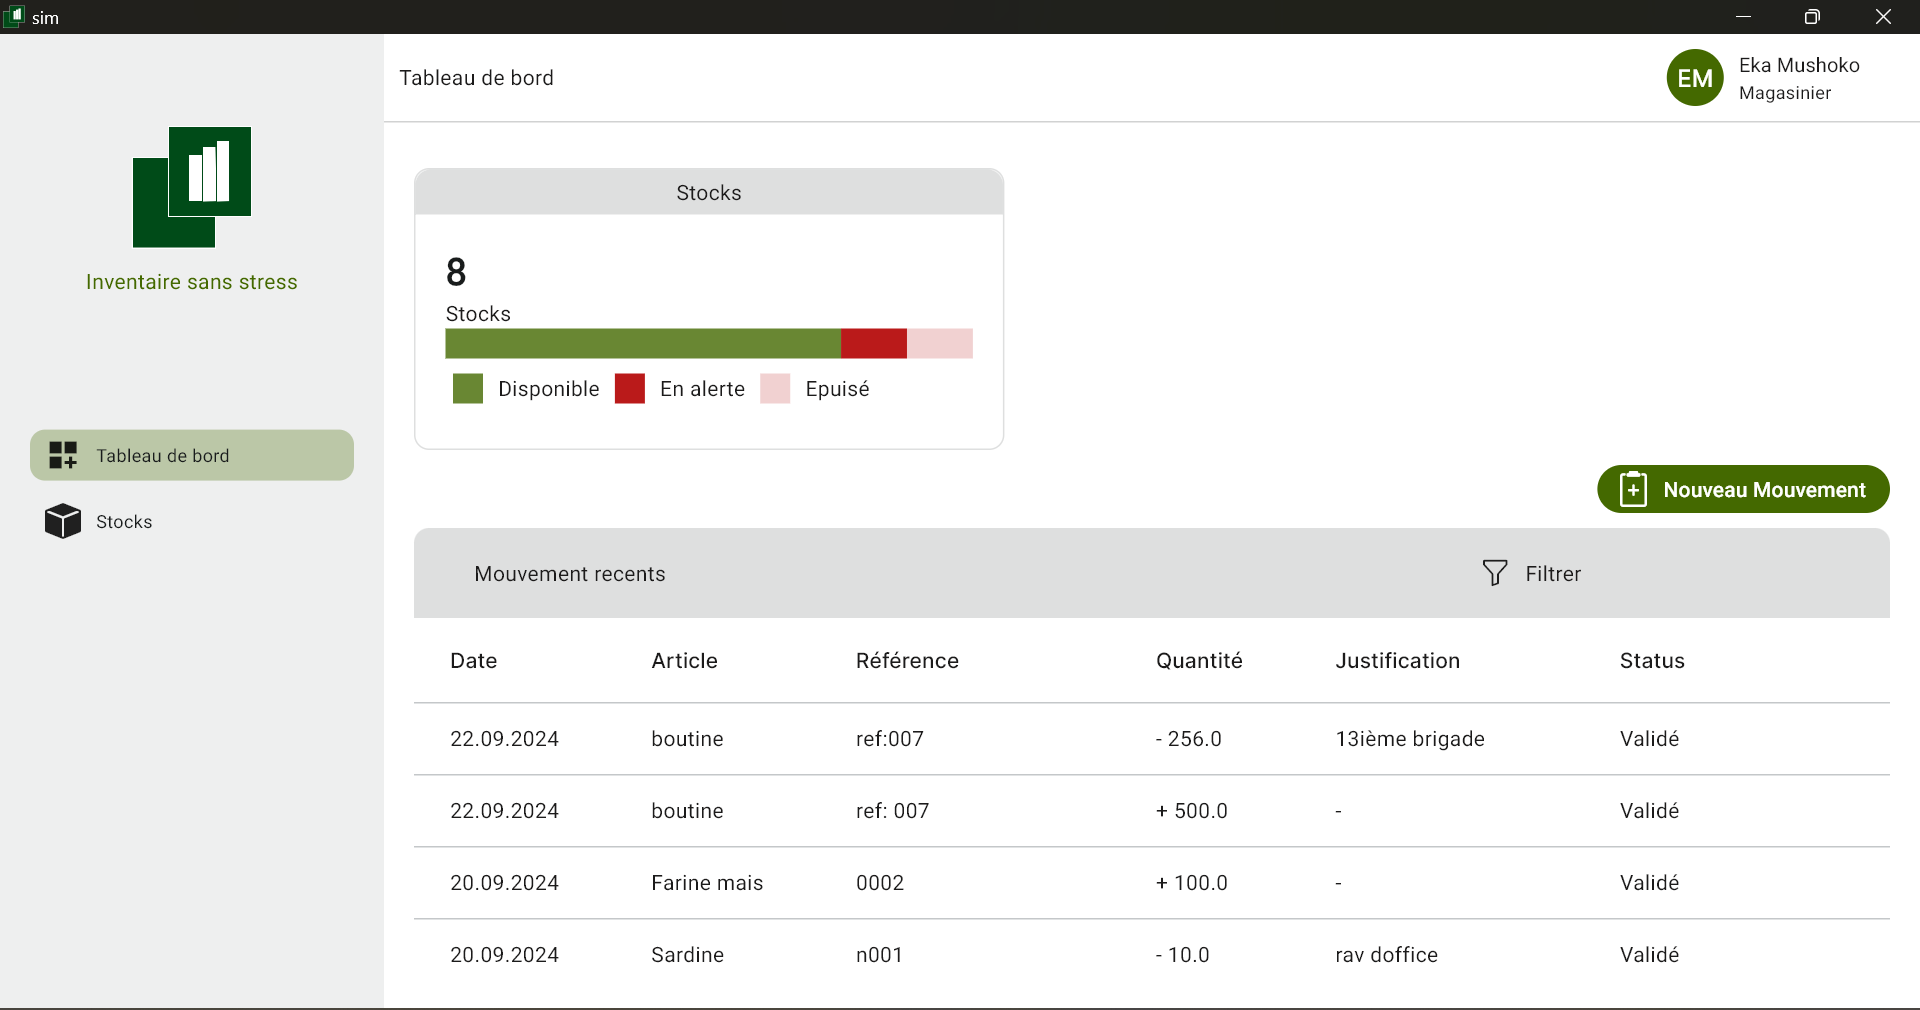 sim
Tableau de bord
EM
Eka Mushoko
Magasinier
Inventaire sans stress
Tableau de bord
Stocks
Stocks
8
Stocks
Disponible En alerte Epuisé
Nouveau Mouvement
Mouvement recents Filtrer
Date Article Référence Quantité Justification Status
22.09.2024 boutine ref:007 - 256.0 13ième brigade Validé
22.09.2024 boutine ref: 007 + 500.0 - Validé
20.09.2024 Farine mais 0002 + 100.0 - Validé
20.09.2024 Sardine n001 - 10.0 rav doffice Validé